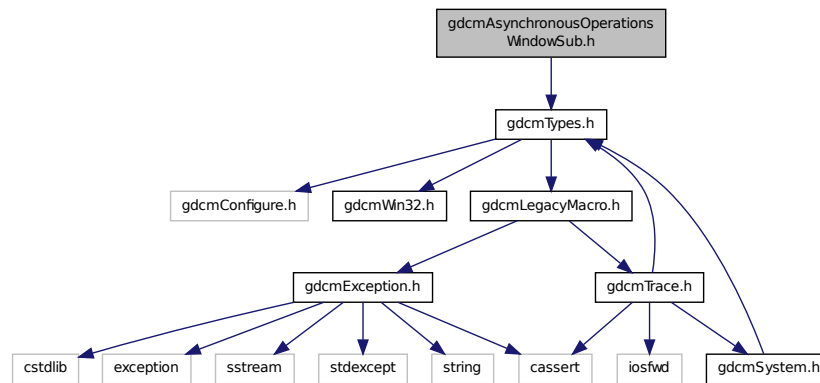 gdcmAsynchronousOperations
WindowSub.h
gdcmTypes.h
gdcmConfigure.h
gdcmWin32.h
gdcmLegacyMacro.h
gdcmException.h
gdcmTrace.h
cstdlib
exception
sstream
stdexcept
string
cassert
iosfwd
gdcmSystem.h